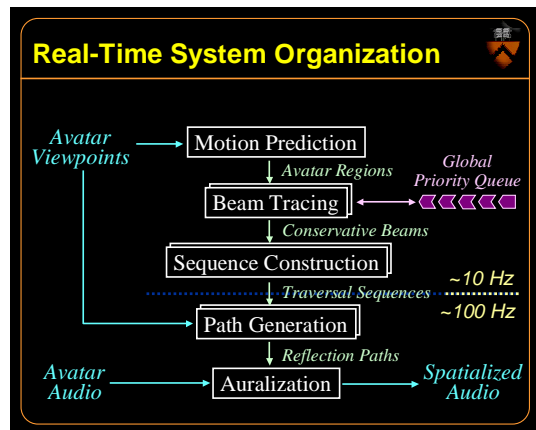 Real-Time System Organization
Avatar
Viewpoints
Motion Prediction
Avatar Regions
Global
Priority Queue
Beam Tracing
Conservative Beams
Sequence Construction
~10 Hz
Traversal Sequences
~100 Hz
Path Generation
Reflection Paths
Avatar
Audio
Auralization
Spatialized
Audio